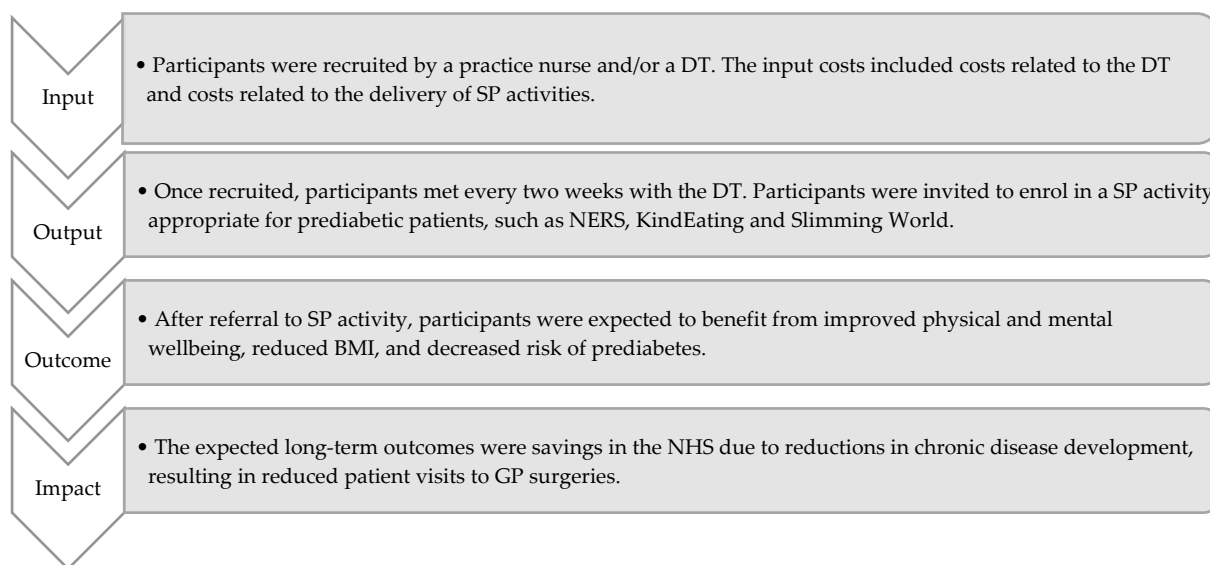 Input
• Participants were recruited by a practice nurse and/or a DT. The input costs included costs related to the DT
and costs related to the delivery of SP activities.
Output
• Once recruited, participants met every two weeks with the DT. Participants were invited to enrol in a SP activity
appropriate for prediabetic patients, such as NERS, KindEating and Slimming World.
Outcome
• After referral to SP activity, participants were expected to benefit from improved physical and mental
wellbeing, reduced BMI, and decreased risk of prediabetes.
Impact
• The expected long-term outcomes were savings in the NHS due to reductions in chronic disease development,
resulting in reduced patient visits to GP surgeries.